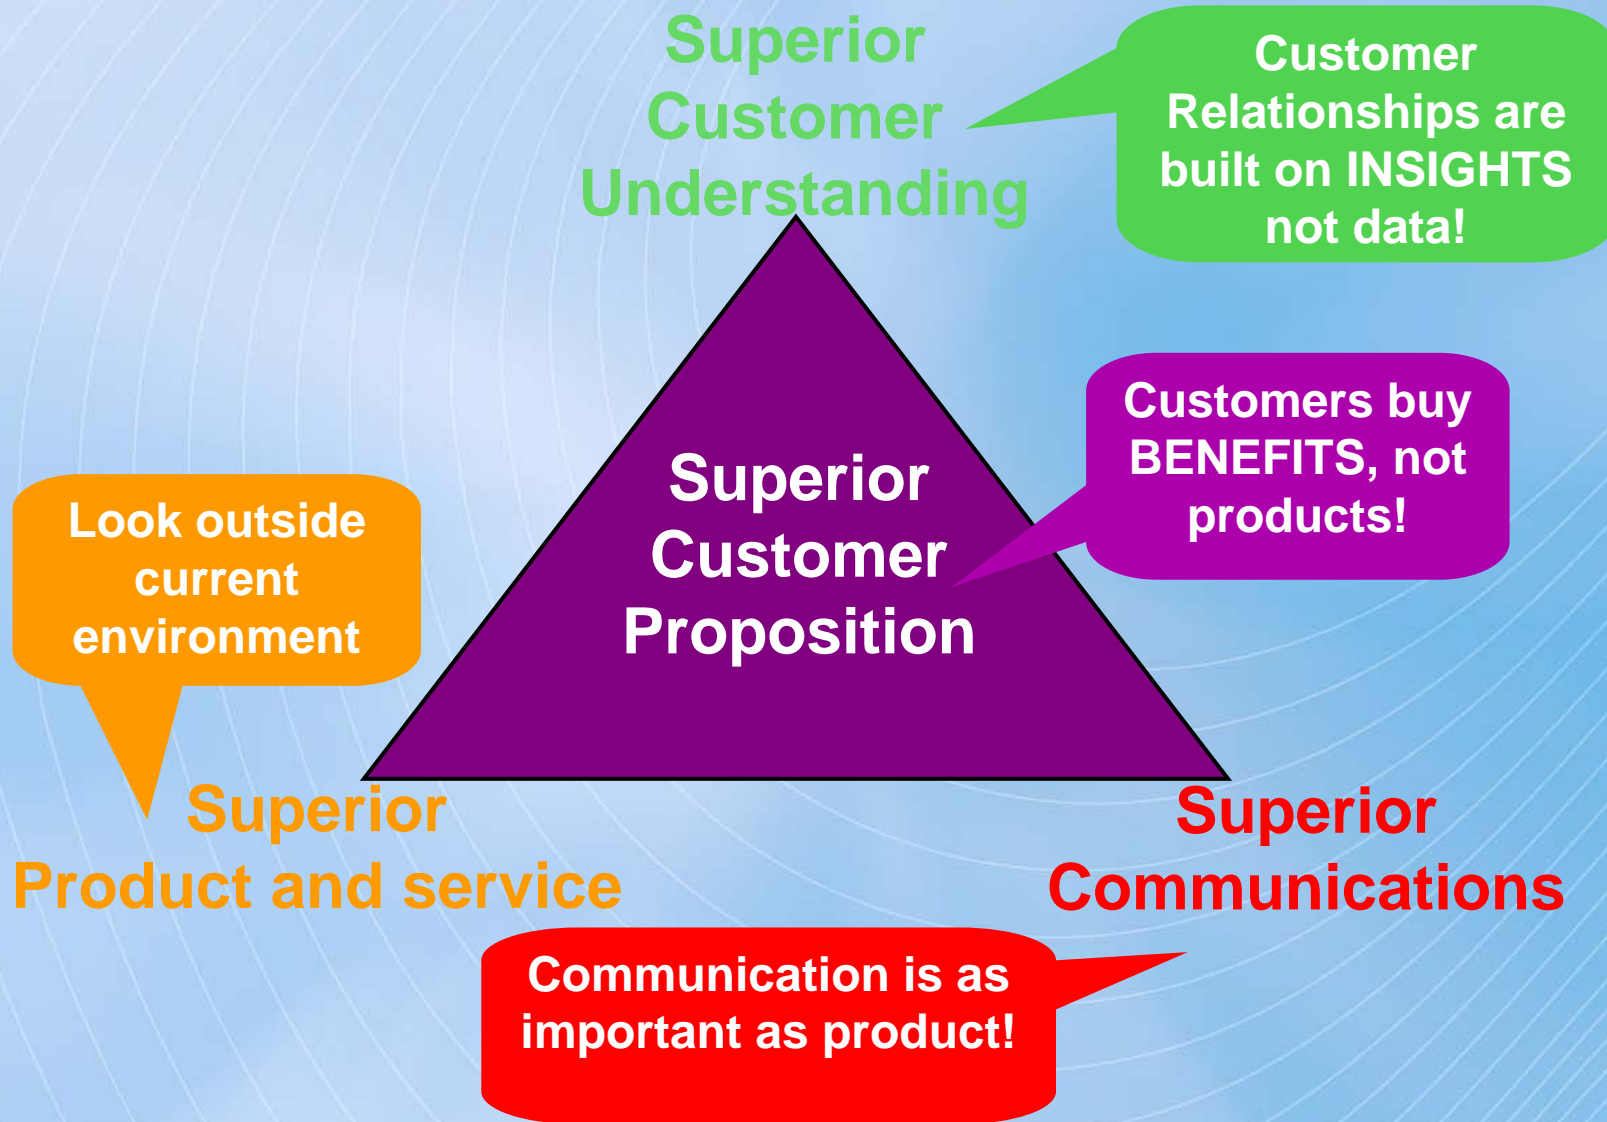 Superior
Customer
Understanding
Customer
Relationships are
built on INSIGHTS
not data!
Customers buy
BENEFITS, not
products!
Superior
Customer
Proposition
Look outside
current
environment
Superior
Product and service
Superior
Communications
Communication is as
important as product!